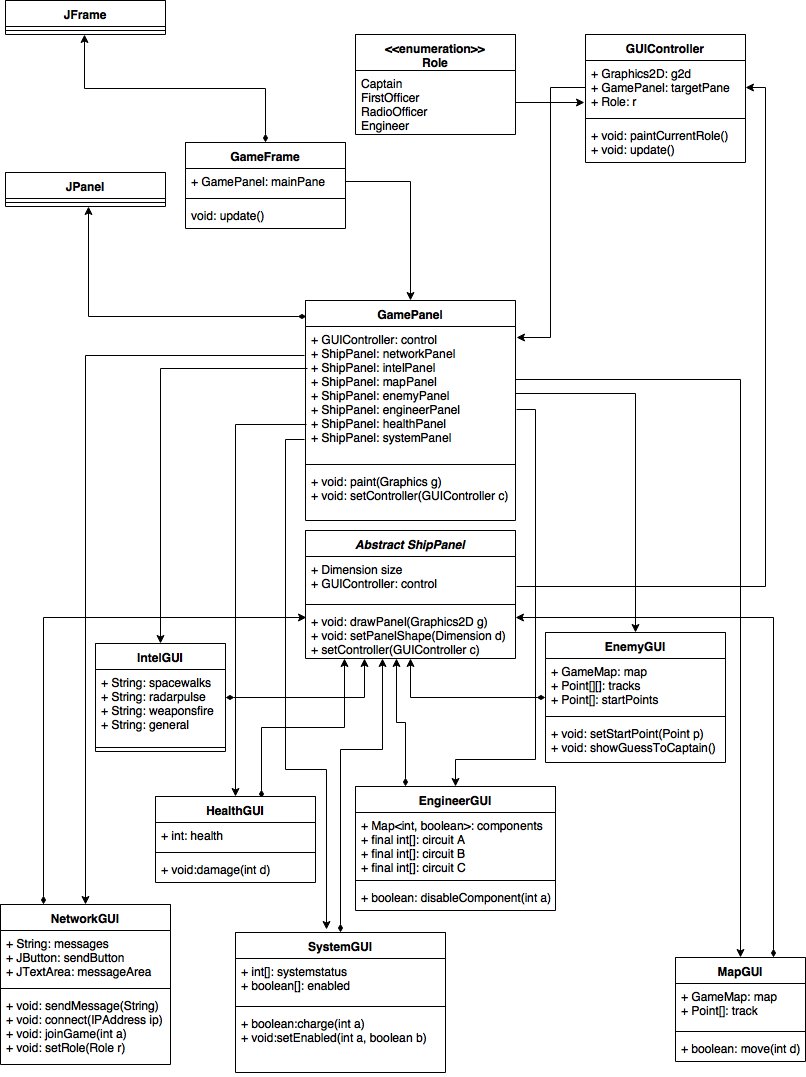 JFrame
<<enumeration>>
Role
Captain
FirstOfficer
RadioOfficer
Engineer
GUIController
+ Graphics2D: g2d
+ GamePanel: targetPane
+ Role: r
+ void: paintCurrentRole()
+ void: update()
GameFrame
+ GamePanel: mainPane
void: update()
JPanel
GamePanel
+ GUIController: control
+ ShipPanel: networkPanel
+ ShipPanel: intelPanel
+ ShipPanel: mapPanel
+ ShipPanel: enemyPanel
+ ShipPanel: engineerPanel
+ ShipPanel: healthPanel
+ ShipPanel: systemPanel
+ void: paint(Graphics g)
+ void: setController(GUIController c)
Abstract ShipPanel
+ Dimension size
+ GUIController: control
+ void: drawPanel(Graphics2D g)
+ void: setPanelShape(Dimension d)
+ setController(GUIController c)
IntelGUI
+ String: spacewalks
+ String: radarpulse
+ String: weaponsfire
+ String: general
EnemyGUI
+ GameMap: map
+ Point[][]: tracks
+ Point[]: startPoints
+ void: setStartPoint(Point p)
+ void: showGuessToCaptain()
HealthGUI
+ int: health
+ void:damage(int d)
EngineerGUI
+ Map<int, boolean>: components
+ final int[]: circuit A
+ final int[]: circuit B
+ final int[]: circuit C
+ boolean: disableComponent(int a)
NetworkGUI
+ String: messages
+ JButton: sendButton
+ JTextArea: messageArea
+ void: sendMessage(String)
+ void: connect(IPAddress ip)
+ void: joinGame(int a)
+ void: setRole(Role r)
SystemGUI
+ int[]: systemstatus
+ boolean[]: enabled
+ boolean:charge(int a)
+ void:setEnabled(int a, boolean b)
MapGUI
+ GameMap: map
+ Point[]: track
+ boolean: move(int d)